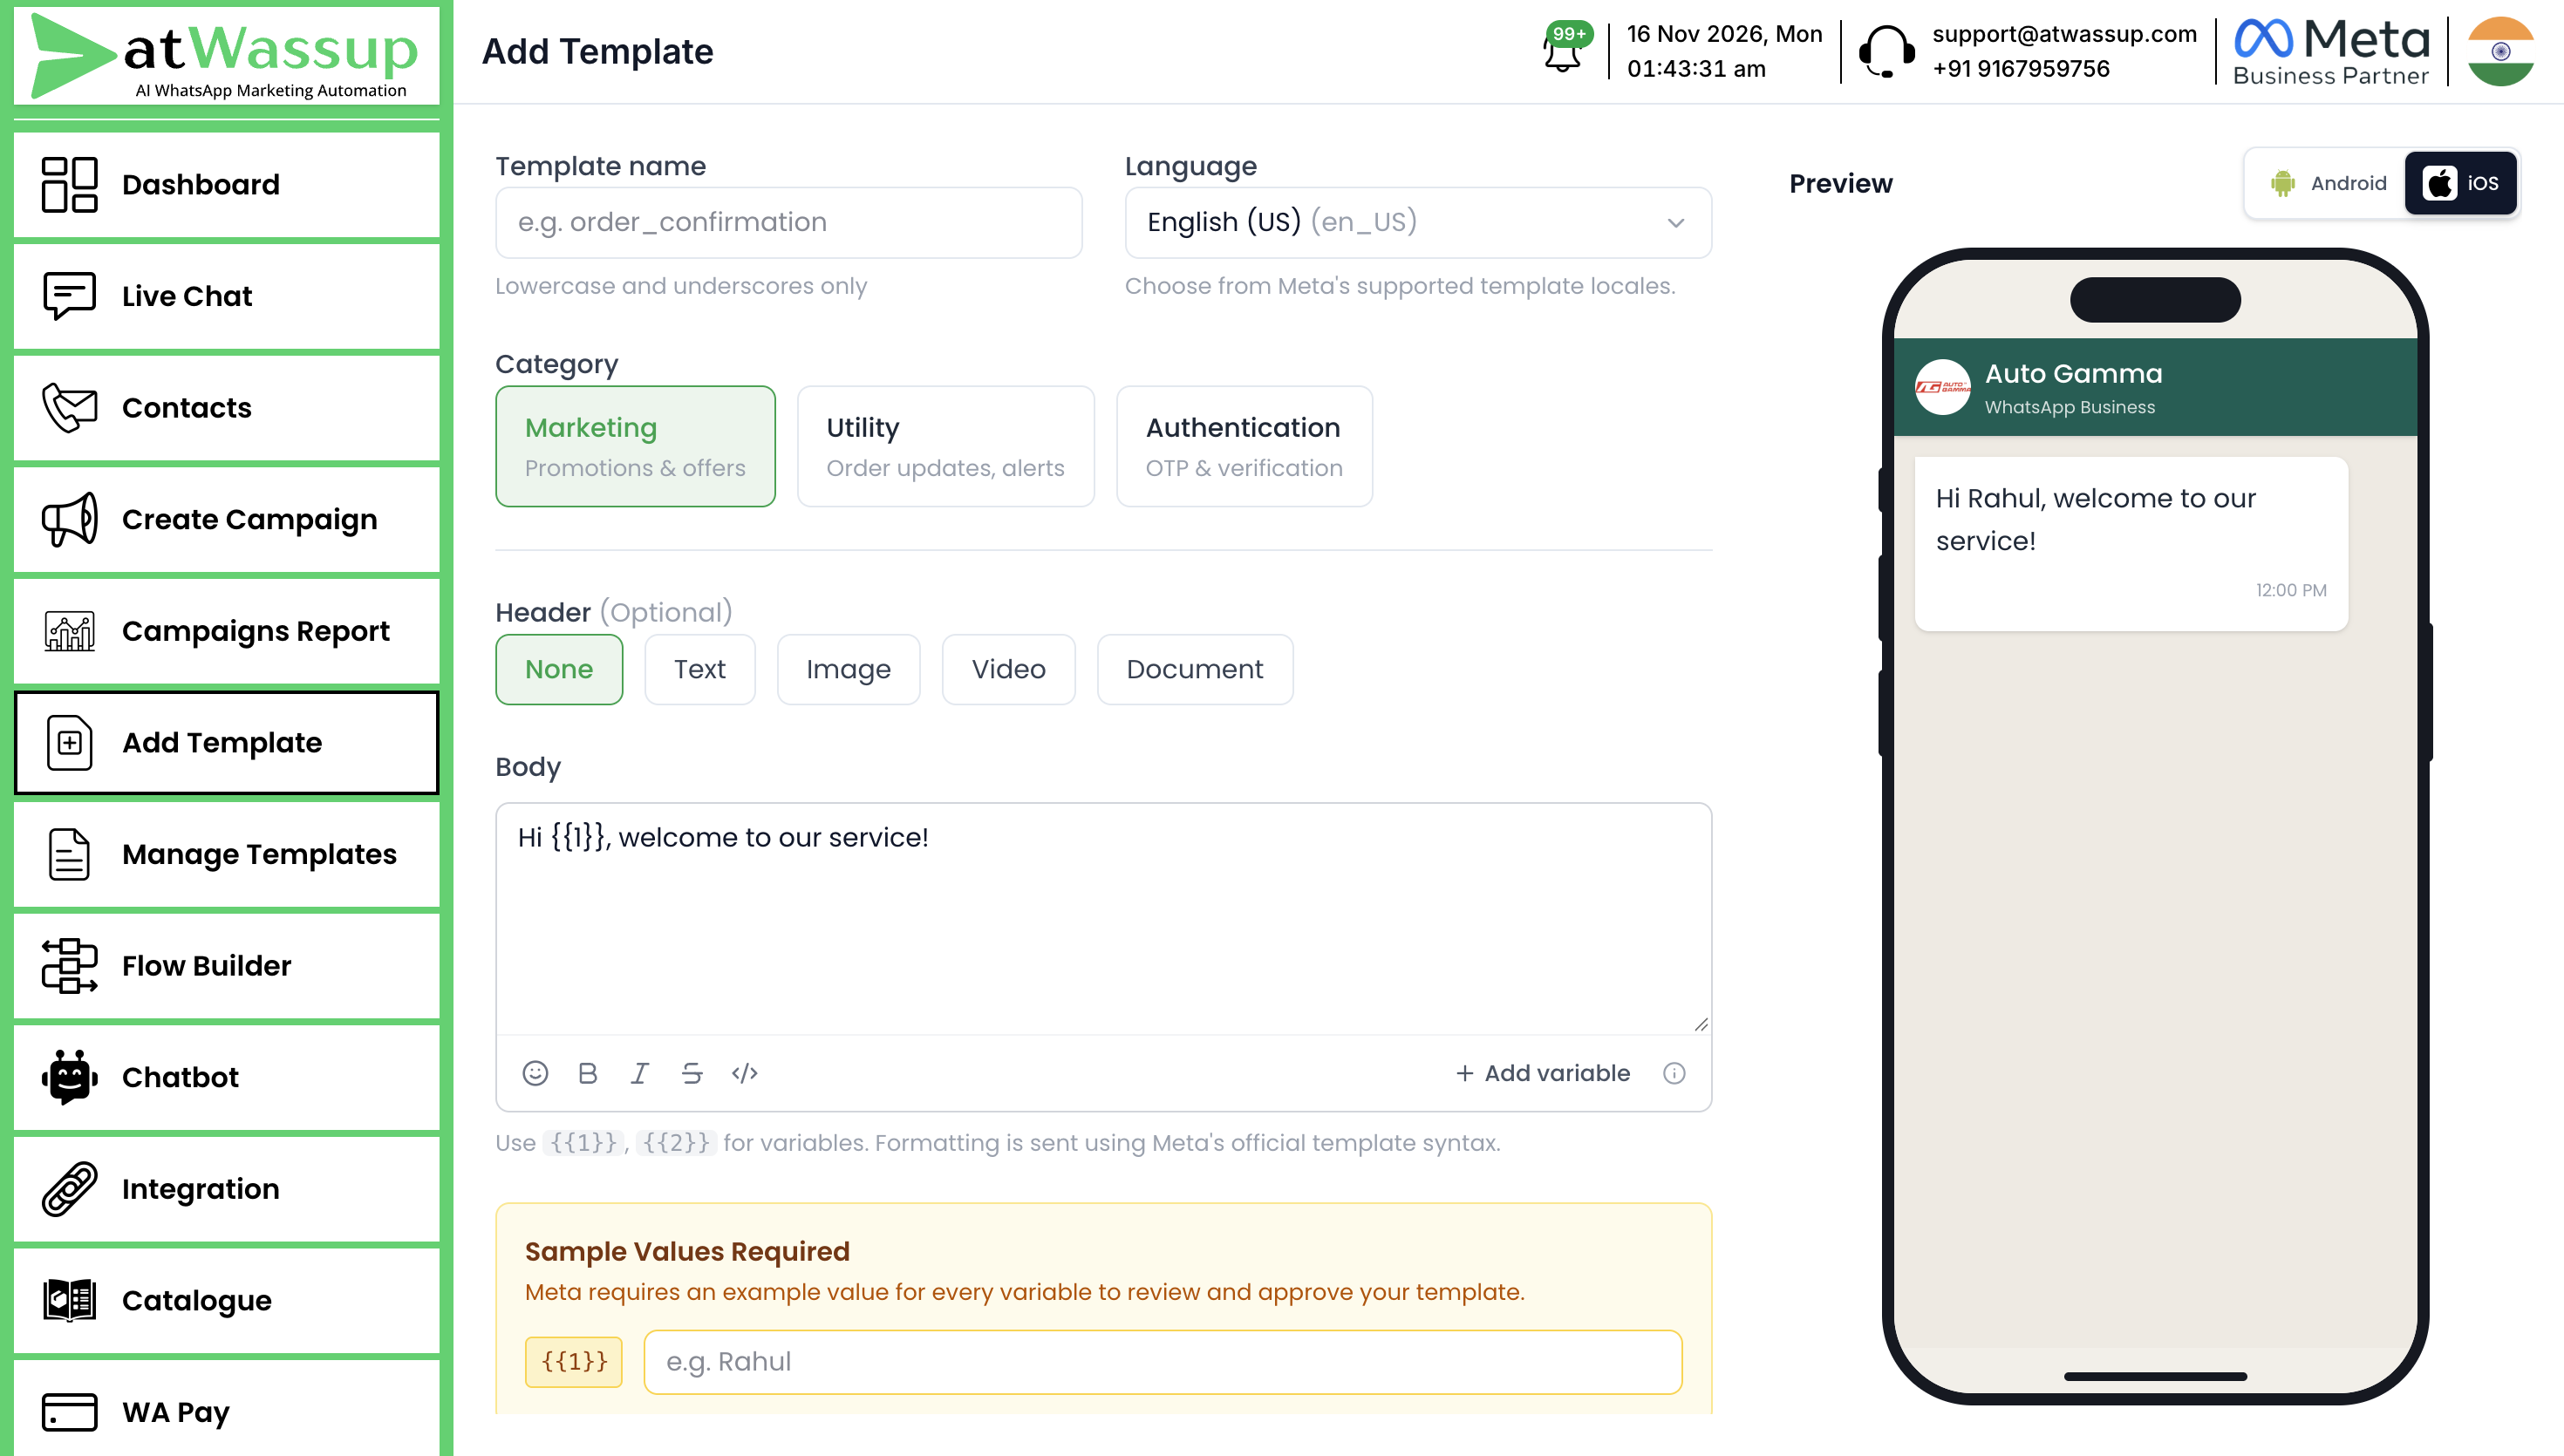 atWassup
AI WhatsApp Marketing Automation
Add Template
99+
16 Nov 2026, Mon
01:43:31 am
support@atwassup.com
+91 9167959756
Meta
Business Partner
Dashboard
Live Chat
Contacts
Create Campaign
Campaigns Report
Add Template
Manage Templates
Flow Builder
Chatbot
Integration
Catalogue
WA Pay
Template name
e.g. order_confirmation
Lowercase and underscores only
Language
English (US) (en_US)
Choose from Meta's supported template locales.
Category
Marketing
Promotions & offers
Utility
Order updates, alerts
Authentication
OTP & verification
Header (Optional)
None
Text
Image
Video
Document
Body
Hi {{1}}, welcome to our service!
+ Add variable
Use {{1}}, {{2}} for variables. Formatting is sent using Meta's official template syntax.
Sample Values Required
Meta requires an example value for every variable to review and approve your template.
{{1}}
e.g. Rahul
Preview
Android
iOS
AUTO GAMMA
Auto Gamma
WhatsApp Business
Hi Rahul, welcome to our
service!
12:00 PM